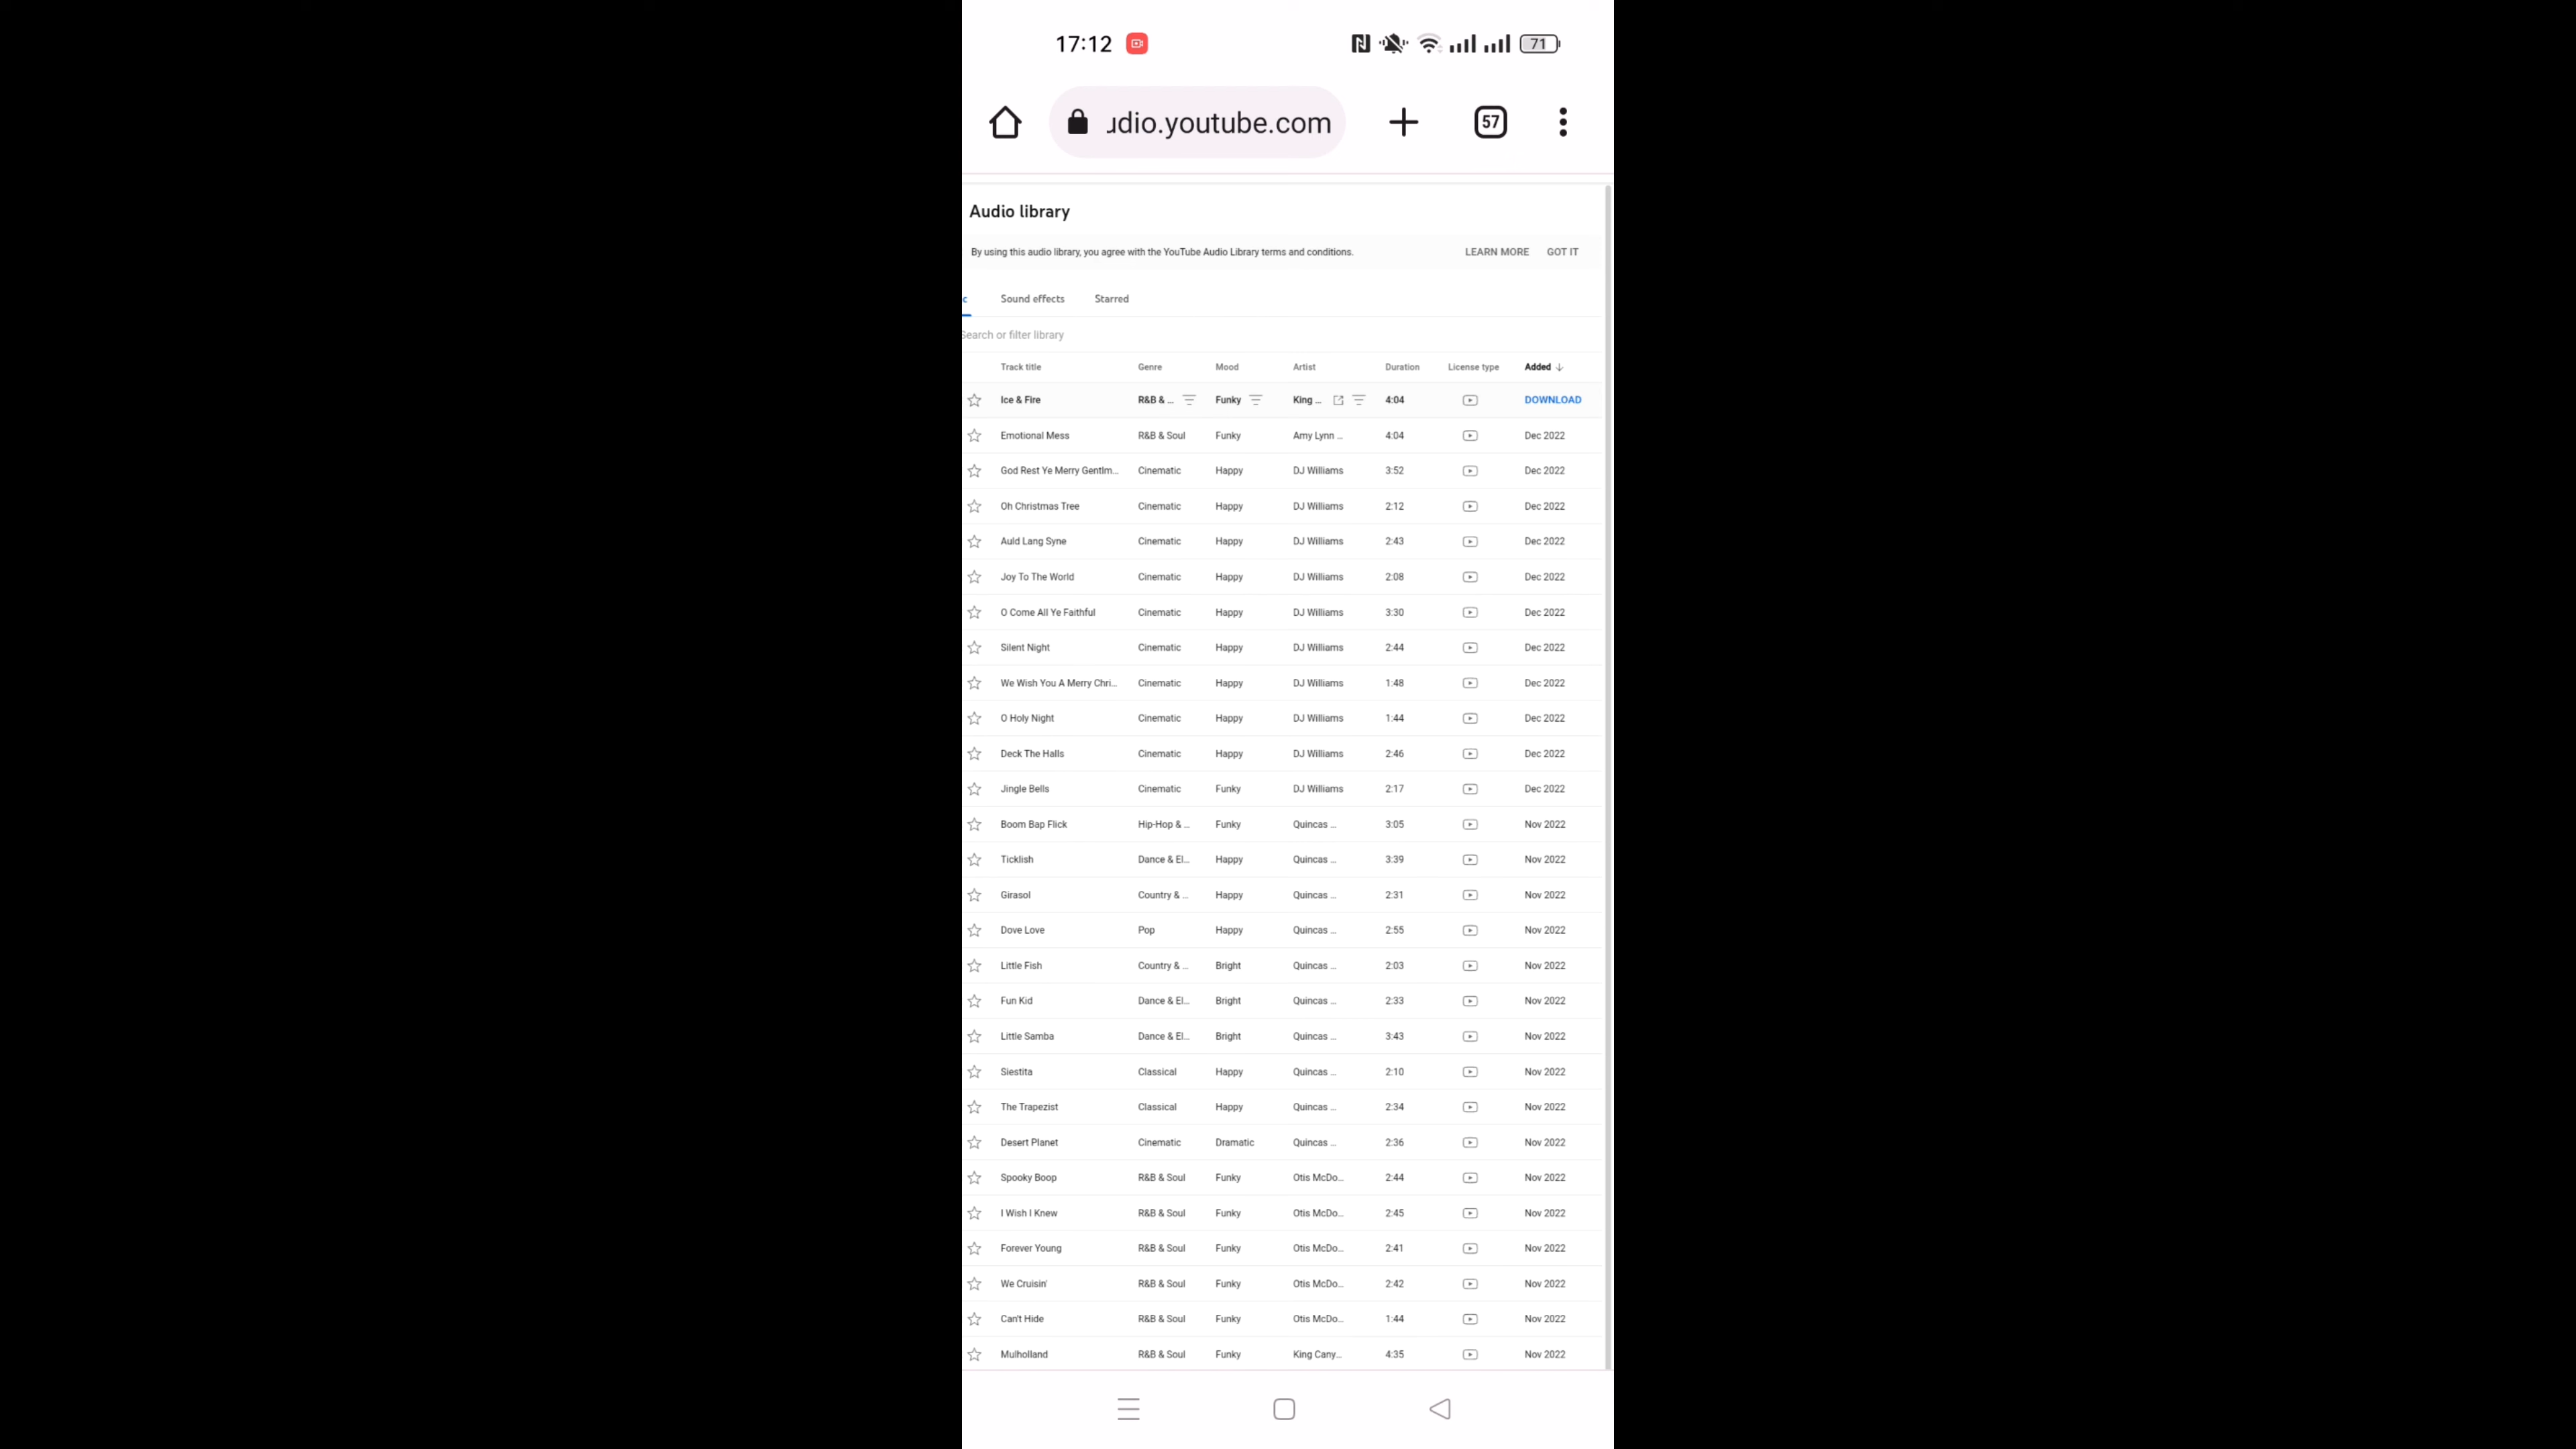 17:12 71
udio.youtube.com 57
Audio library
By using this audio library, you agree with the YouTube Audio Library terms and conditions. LEARN MORE GOT IT
c Sound effects Starred
Search or filter library
Track title Genre Mood Artist Duration License type Added
Ice & Fire R&B & ... Funky King ... 4:04 DOWNLOAD
Emotional Mess R&B & Soul Funky Amy Lynn ... 4:04 Dec 2022
God Rest Ye Merry Gentlm... Cinematic Happy DJ Williams 3:52 Dec 2022
Oh Christmas Tree Cinematic Happy DJ Williams 2:12 Dec 2022
Auld Lang Syne Cinematic Happy DJ Williams 2:43 Dec 2022
Joy To The World Cinematic Happy DJ Williams 2:08 Dec 2022
O Come All Ye Faithful Cinematic Happy DJ Williams 3:30 Dec 2022
Silent Night Cinematic Happy DJ Williams 2:44 Dec 2022
We Wish You A Merry Chri... Cinematic Happy DJ Williams 1:48 Dec 2022
O Holy Night Cinematic Happy DJ Williams 1:44 Dec 2022
Deck The Halls Cinematic Happy DJ Williams 2:46 Dec 2022
Jingle Bells Cinematic Funky DJ Williams 2:17 Dec 2022
Boom Bap Flick Hip-Hop & ... Funky Quincas ... 3:05 Nov 2022
Ticklish Dance & El... Happy Quincas ... 3:39 Nov 2022
Girasol Country & ... Happy Quincas ... 2:31 Nov 2022
Dove Love Pop Happy Quincas ... 2:55 Nov 2022
Little Fish Country & ... Bright Quincas ... 2:03 Nov 2022
Fun Kid Dance & El... Bright Quincas ... 2:33 Nov 2022
Little Samba Dance & El... Bright Quincas ... 3:43 Nov 2022
Siestita Classical Happy Quincas ... 2:10 Nov 2022
The Trapezist Classical Happy Quincas ... 2:34 Nov 2022
Desert Planet Cinematic Dramatic Quincas ... 2:36 Nov 2022
Spooky Boop R&B & Soul Funky Otis McDo... 2:44 Nov 2022
I Wish I Knew R&B & Soul Funky Otis McDo... 2:45 Nov 2022
Forever Young R&B & Soul Funky Otis McDo... 2:41 Nov 2022
We Cruisin' R&B & Soul Funky Otis McDo... 2:42 Nov 2022
Can't Hide R&B & Soul Funky Otis McDo... 1:44 Nov 2022
Mulholland R&B & Soul Funky King Cany... 4:35 Nov 2022